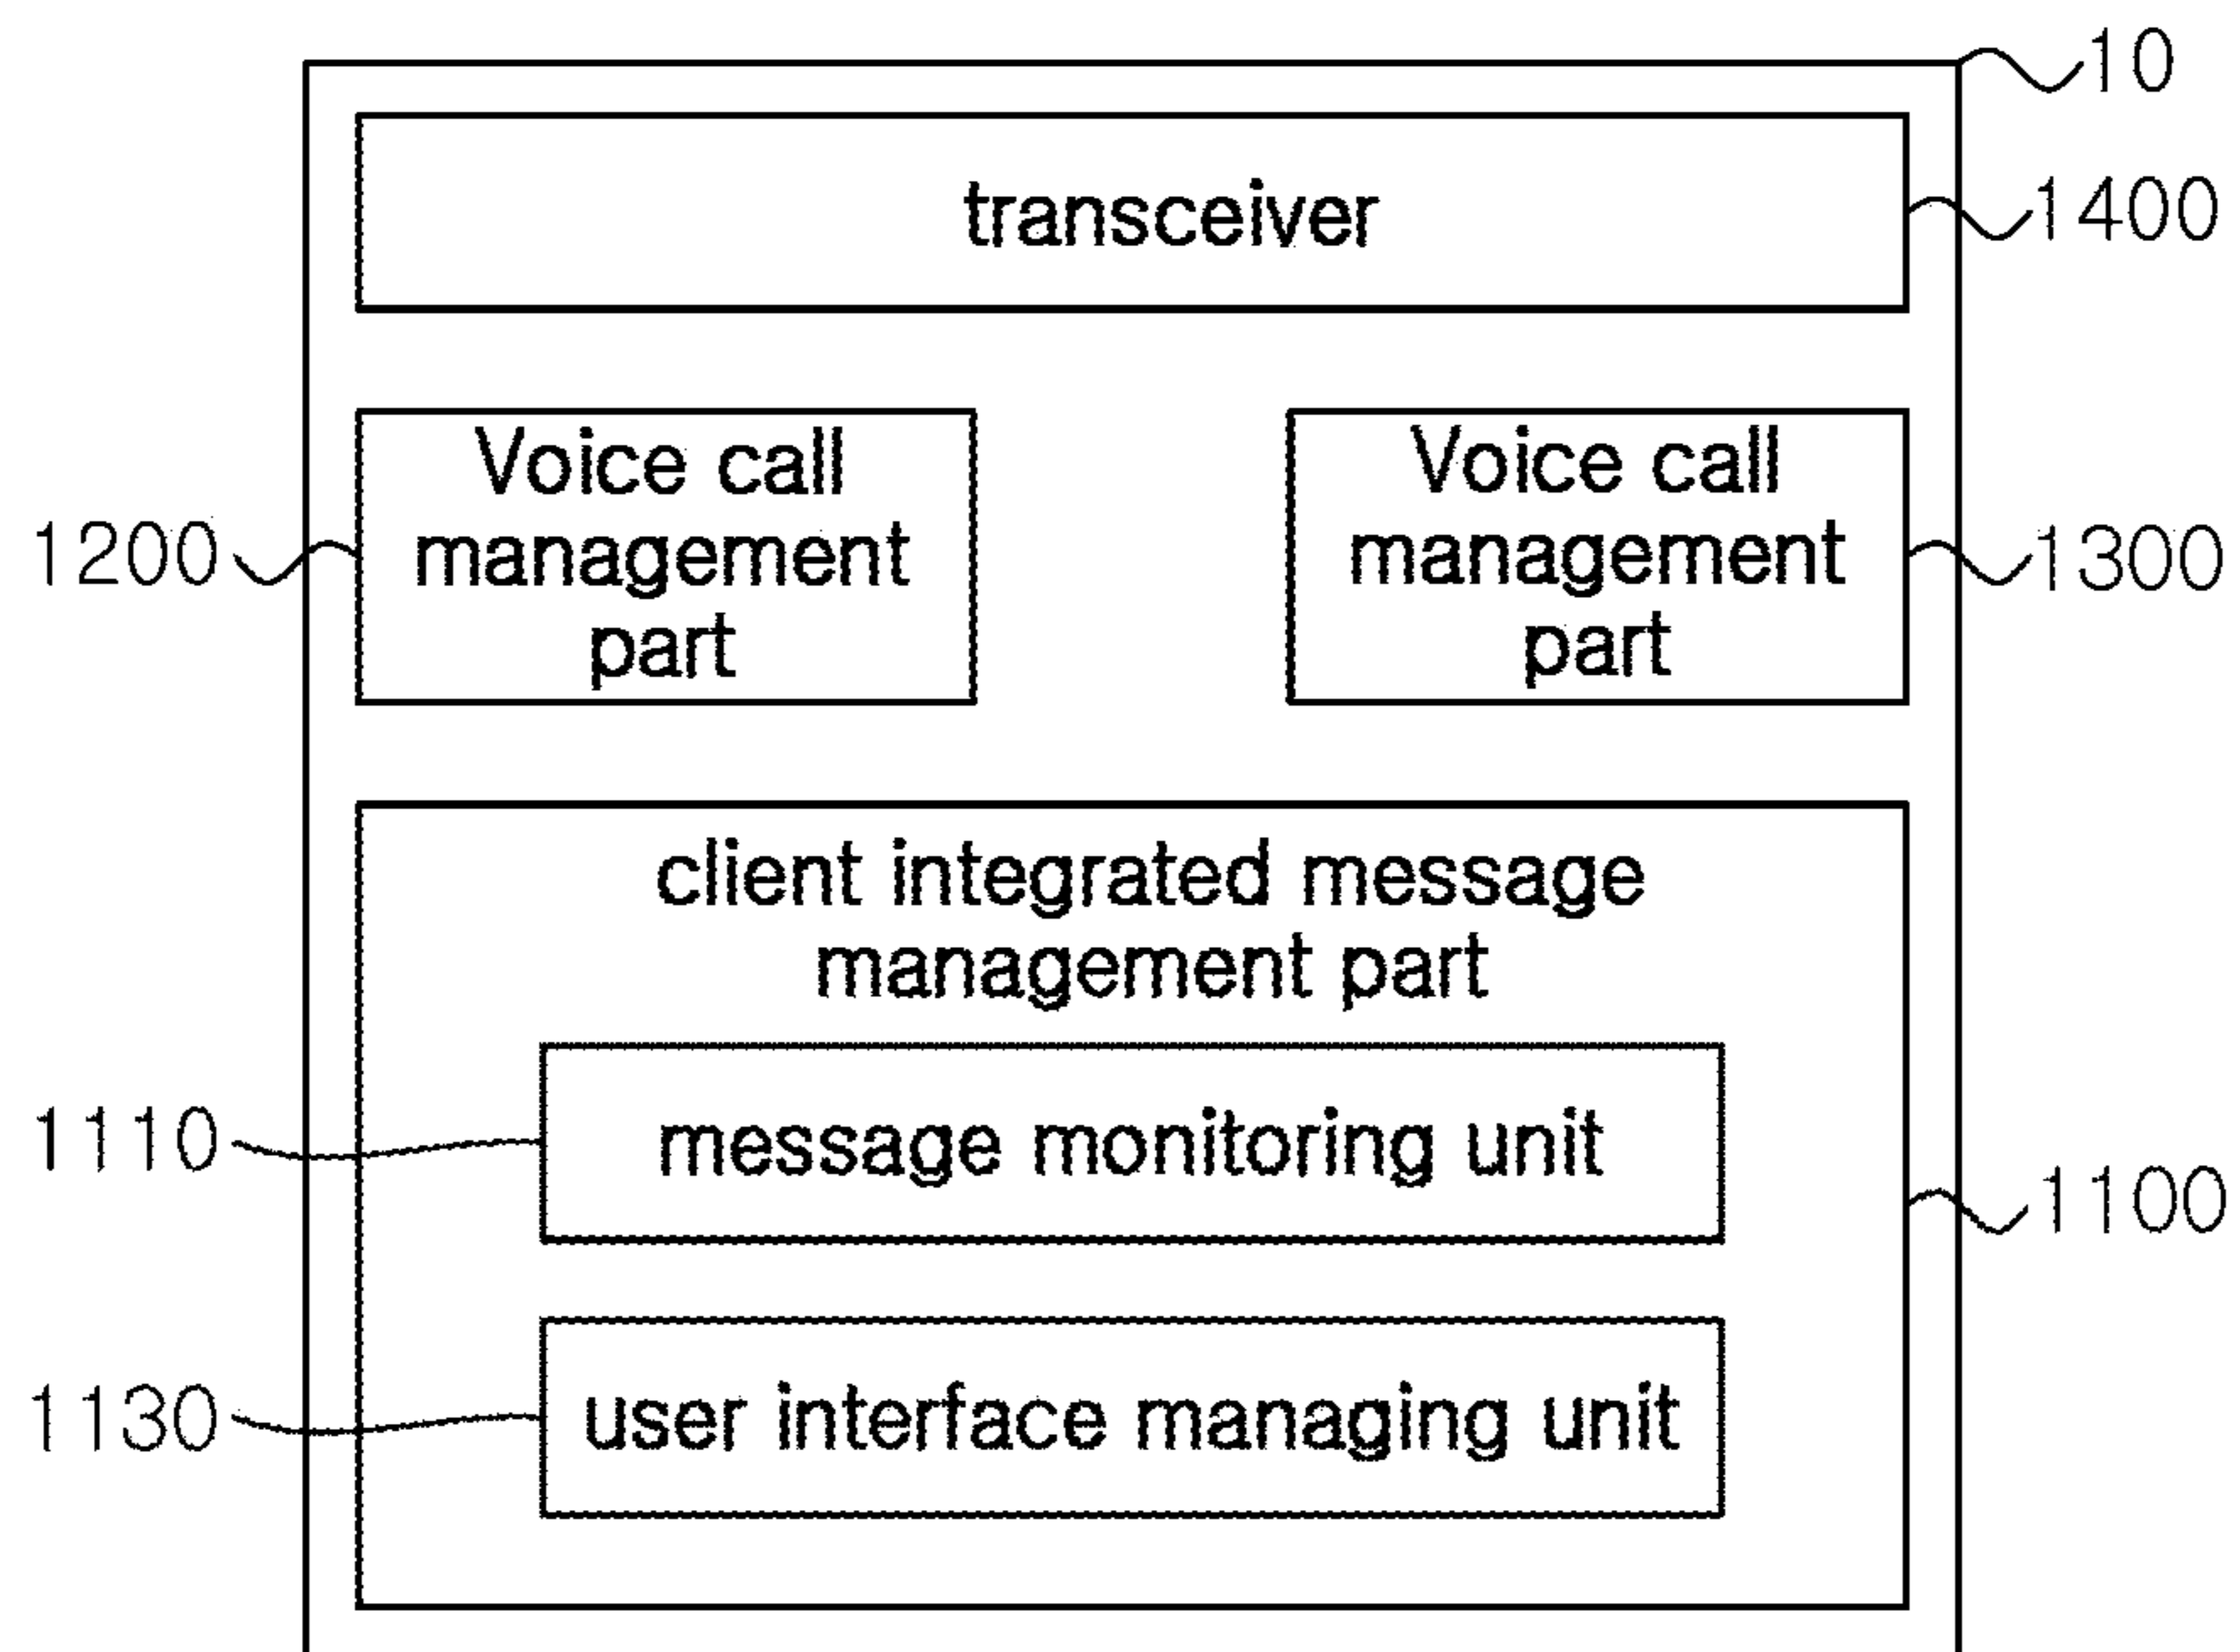 10
transceiver
1400
Voice call
management
part
1200
Voice call
management
part
1300
client integrated message
management part
message monitoring unit
1110
1100
user interface managing unit
1130